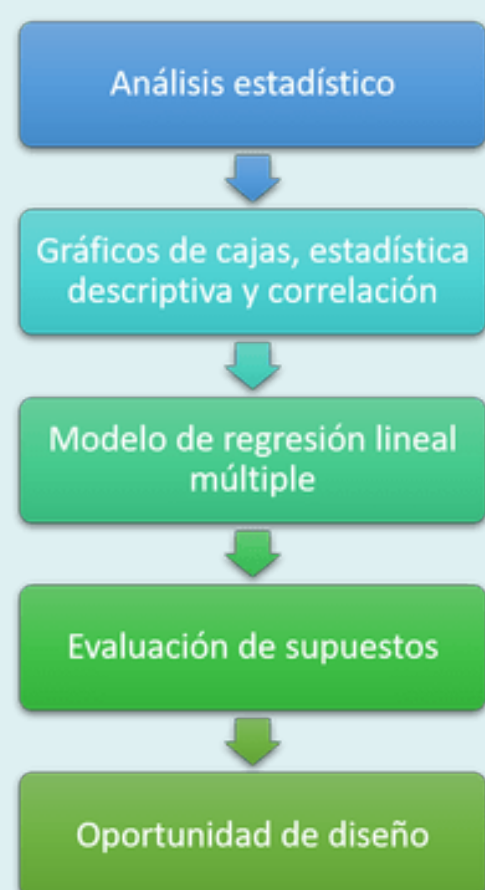 Análisis estadístico
Gráficos de cajas, estadística
descriptiva y correlación
Modelo de regresión lineal
múltiple
Evaluación de supuestos
Oportunidad de diseño